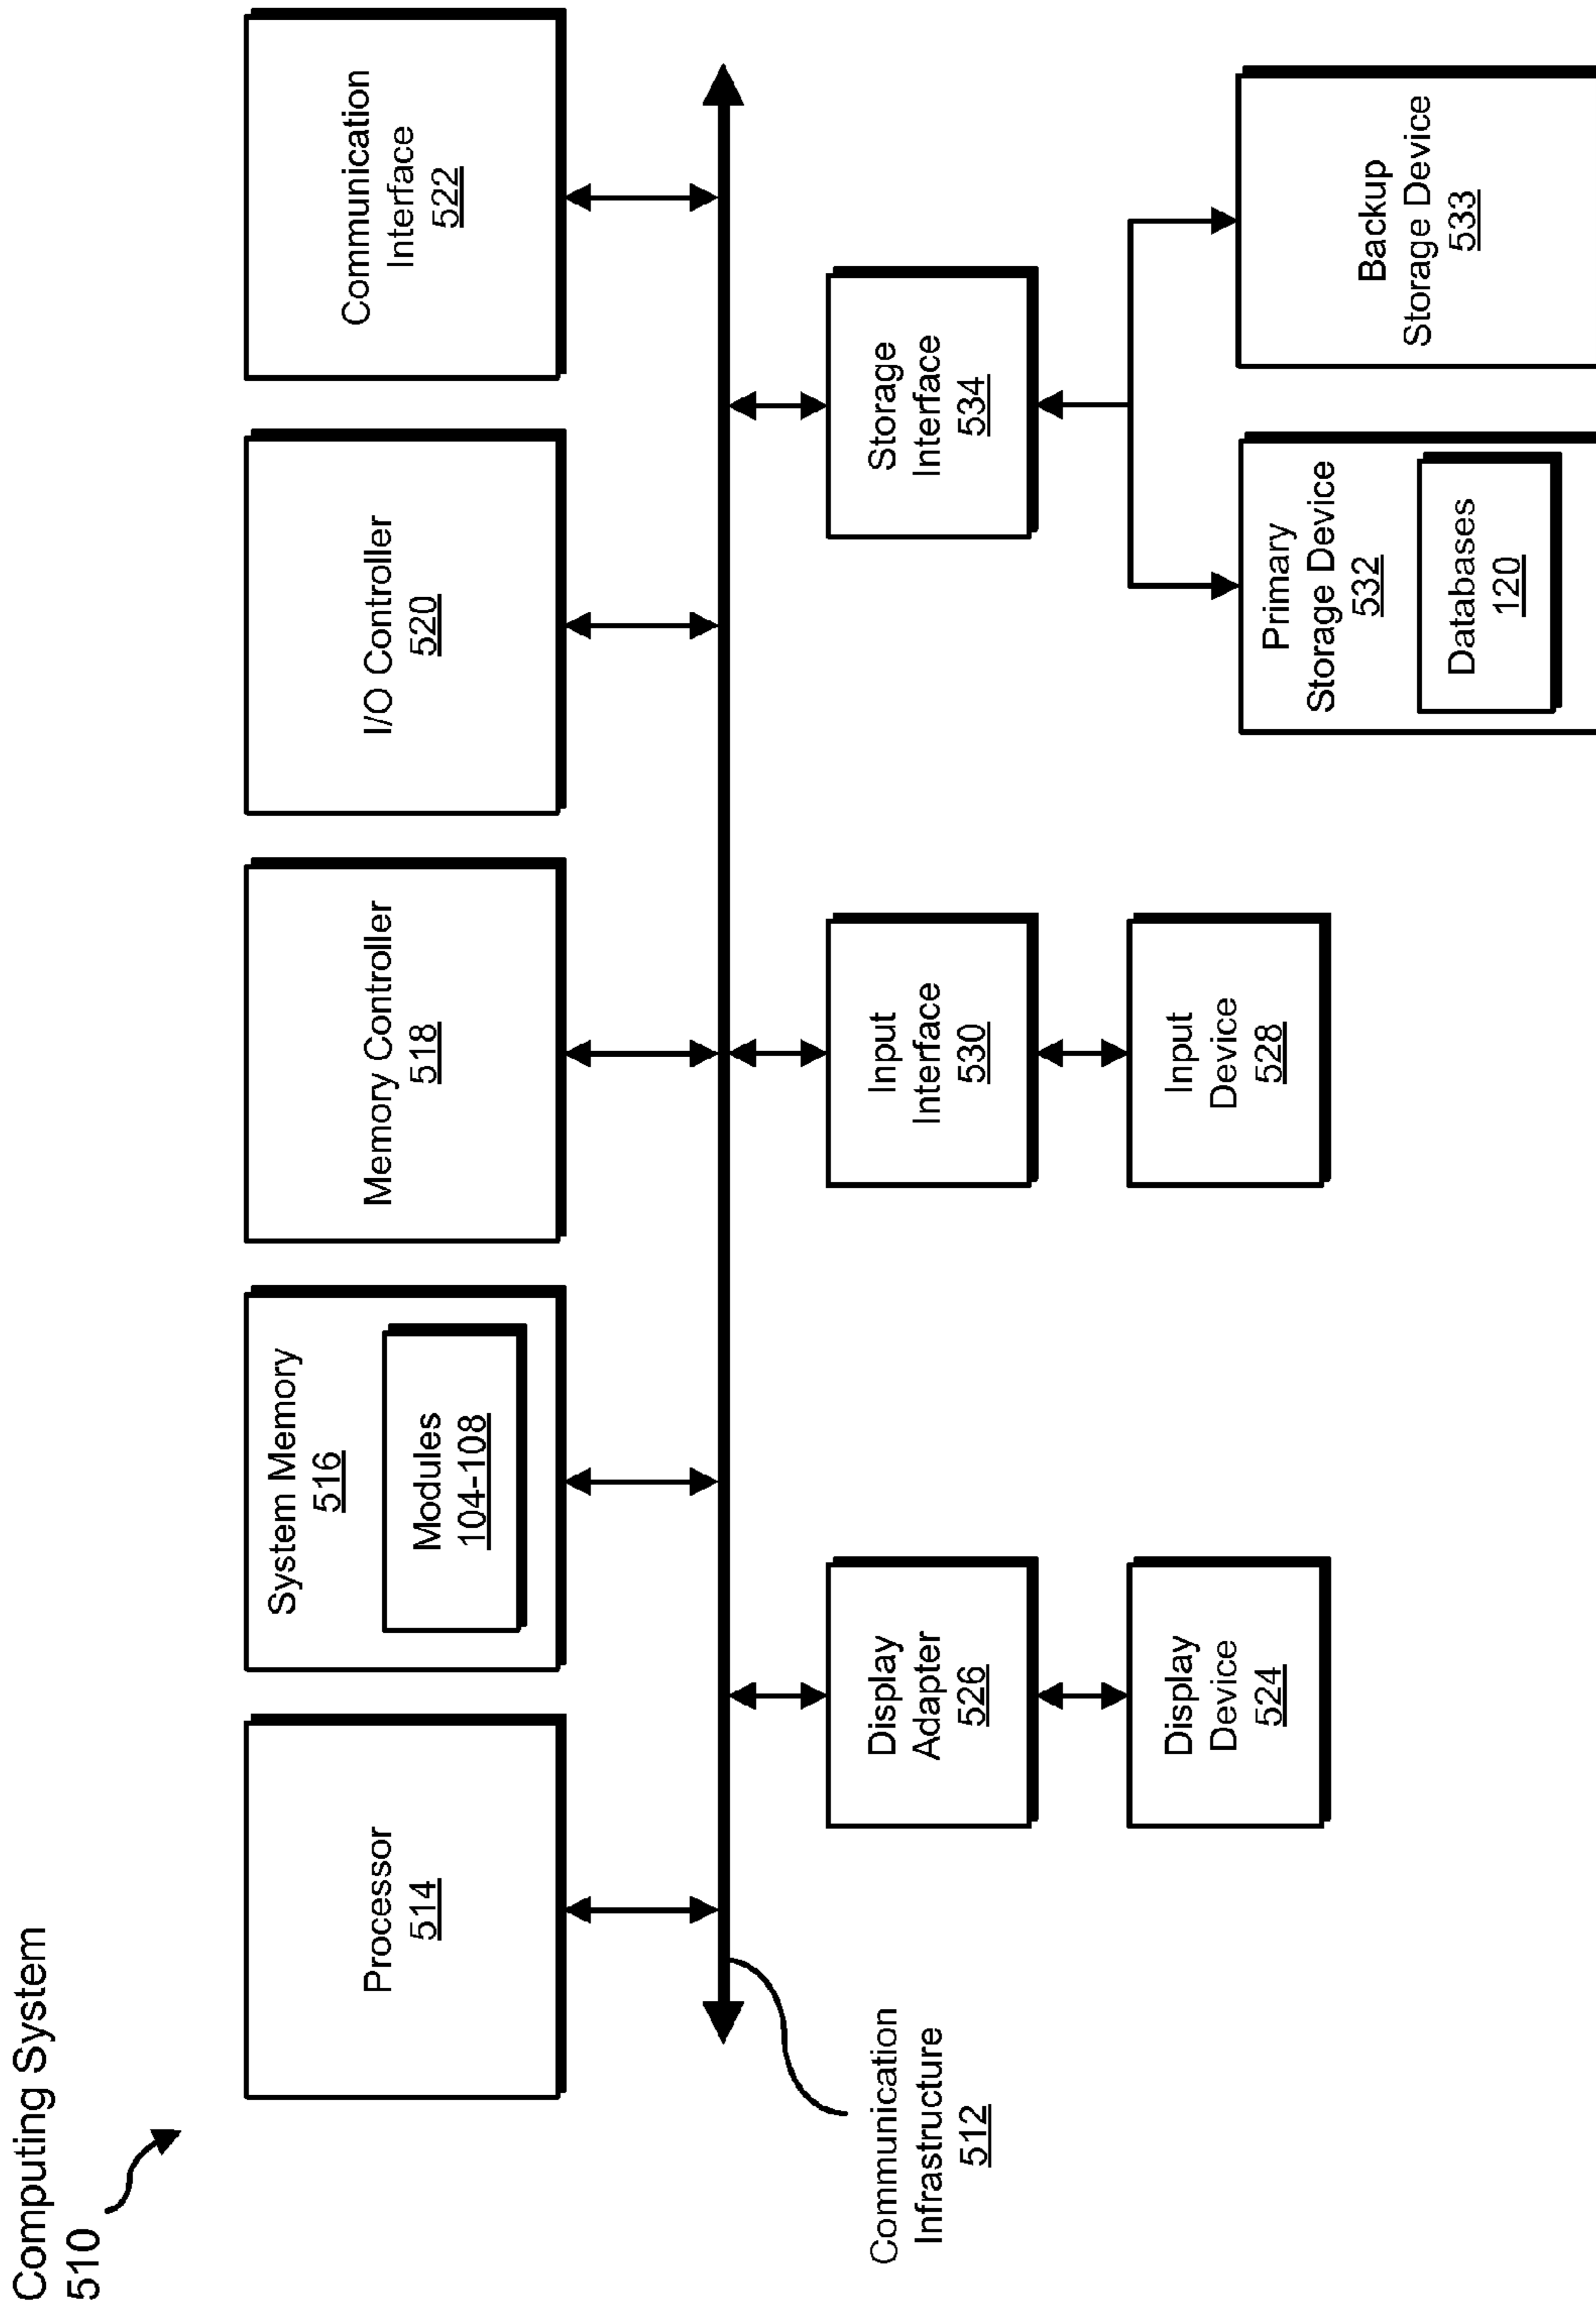 Computing System
510
Processor
514
System Memory
516
Modules
104-108
Memory Controller
518
I/O Controller
520
Communication
Interface
522
Communication
Infrastructure
512
Display
Adapter
526
Input
Interface
530
Storage
Interface
534
Display
Device
524
Input
Device
528
Primary
Storage Device
532
Databases
120
Backup
Storage Device
533